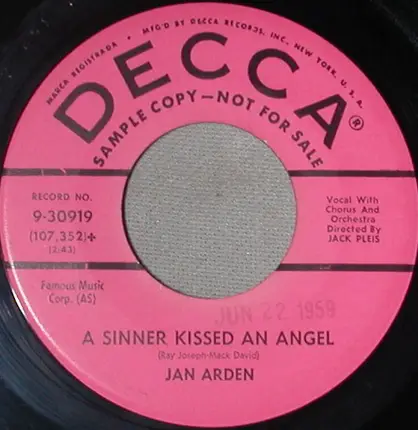 MARCA REGISTRADA • MFG'D BY DECCA RECORDS, INC., NEW YORK, U. S. A.
DECCA®
SAMPLE COPY—NOT FOR SALE
RECORD NO.
9-30919
(107,352)+
(2:43)
Vocal With
Chorus And
Orchestra
Directed By
JACK PLEIS
Famous Music
Corp. (AS)
JUN 22 1959
A SINNER KISSED AN ANGEL
(Ray Joseph-Mack David)
JAN ARDEN